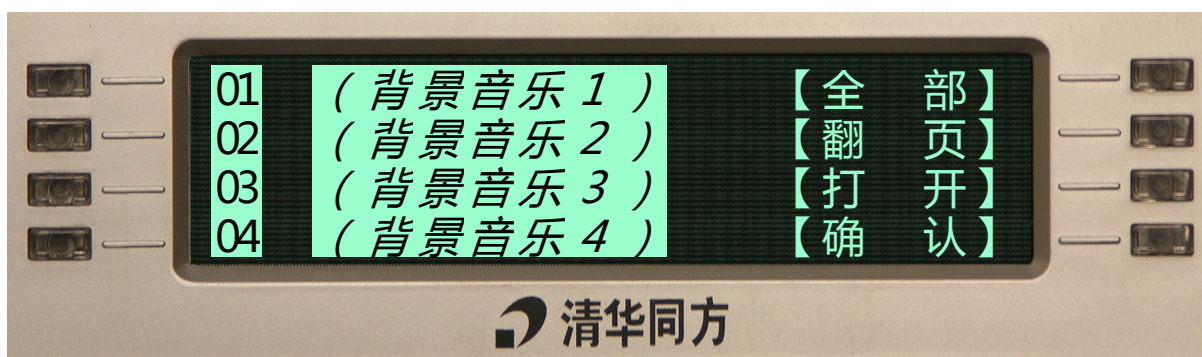 01 (背景音乐1) 【全 部】
02 (背景音乐2) 【翻 页】
03 (背景音乐3) 【打 开】
04 (背景音乐4) 【确 认】
清华同方